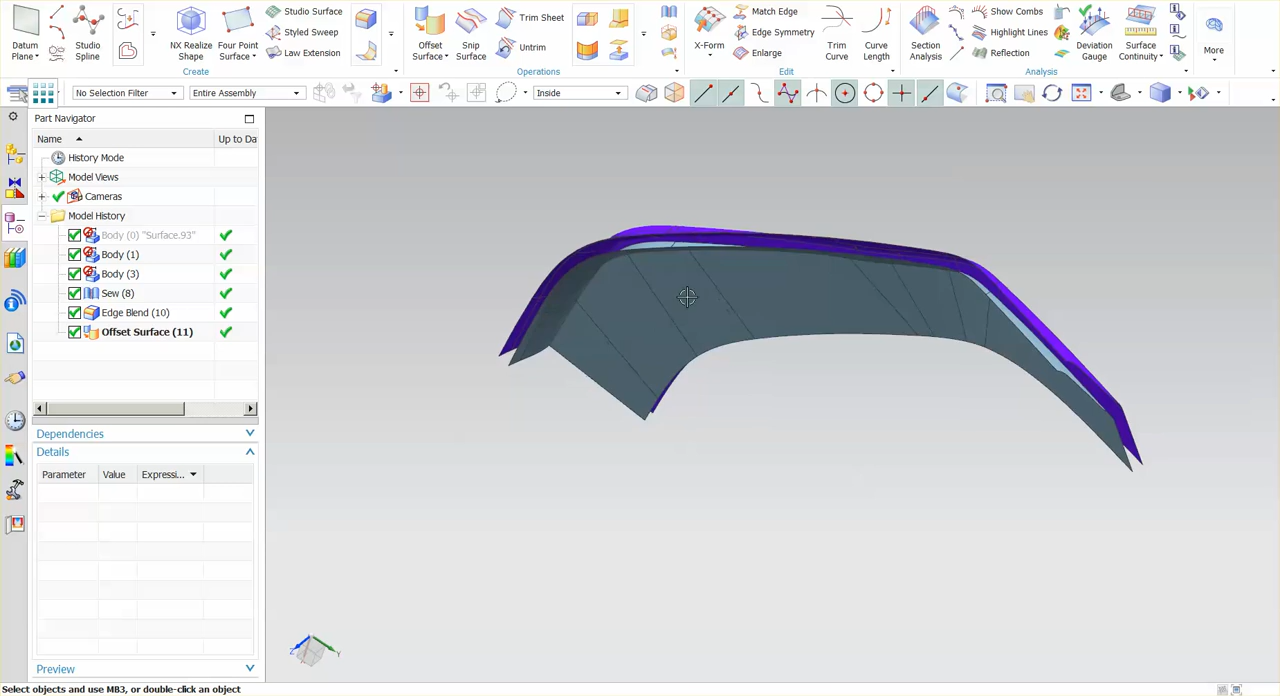 Datum Plane
Studio Spline
NX Realize Shape
Four Point Surface
Studio Surface
Styled Sweep
Law Extension
Create
Offset Surface
Snip Surface
Trim Sheet
Untrim
Operations
X-Form
Match Edge
Edge Symmetry
Enlarge
Trim Curve
Curve Length
Edit
Section Analysis
Show Combs
Highlight Lines
Reflection
Deviation Gauge
Surface Continuity
Analysis
More
No Selection Filter
Entire Assembly
Inside
Part Navigator
Name
Up to Da
History Mode
Model Views
Cameras
Model History
Body (0) "Surface.93"
Body (1)
Body (3)
Sew (8)
Edge Blend (10)
Offset Surface (11)
Dependencies
Details
Parameter
Value
Expressi...
Preview
Z
Y
Select objects and use MB3, or double-click an object